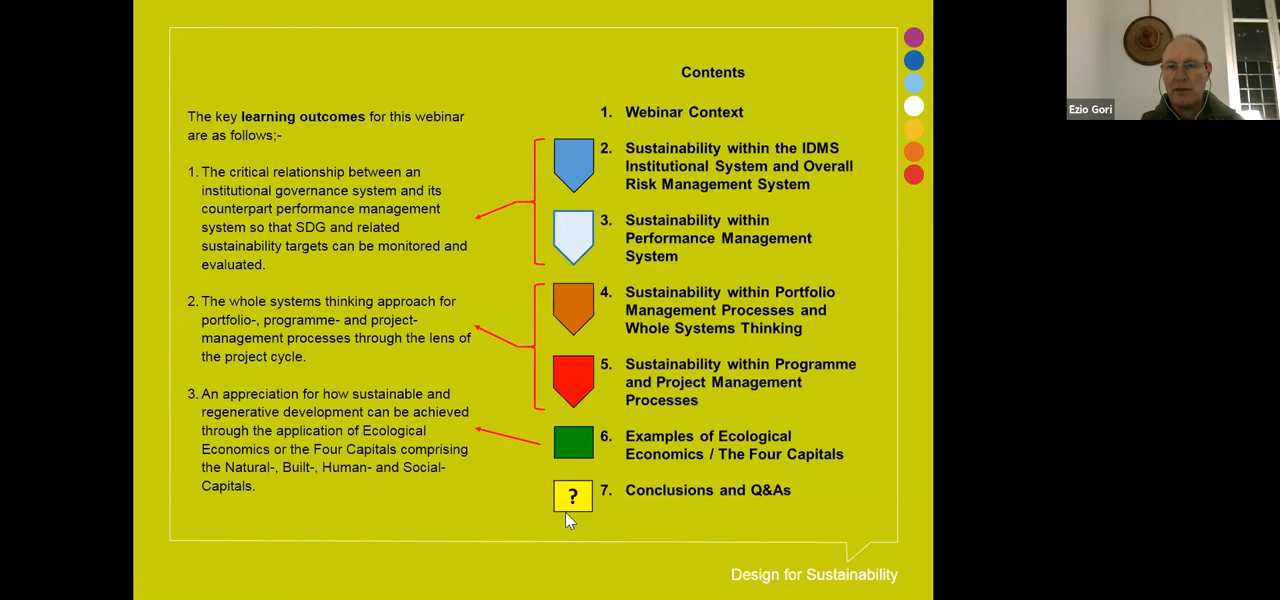 The key learning outcomes for this webinar
are as follows;-
1. The critical relationship between an
institutional governance system and its
counterpart performance management
system so that SDG and related
sustainability targets can be monitored and
evaluated.
2. The whole systems thinking approach for
portfolio-, programme- and project-
management processes through the lens of
the project cycle.
3. An appreciation for how sustainable and
regenerative development can be achieved
through the application of Ecological
Economics or the Four Capitals comprising
the Natural-, Built-, Human- and Social-
Capitals.
Contents
1. Webinar Context
2. Sustainability within the IDMS
Institutional System and Overall
Risk Management System
3. Sustainability within
Performance Management
System
4. Sustainability within Portfolio
Management Processes and
Whole Systems Thinking
5. Sustainability within Programme
and Project Management
Processes
6. Examples of Ecological
Economics / The Four Capitals
? 7. Conclusions and Q&As
Design for Sustainability
Ezio Gori